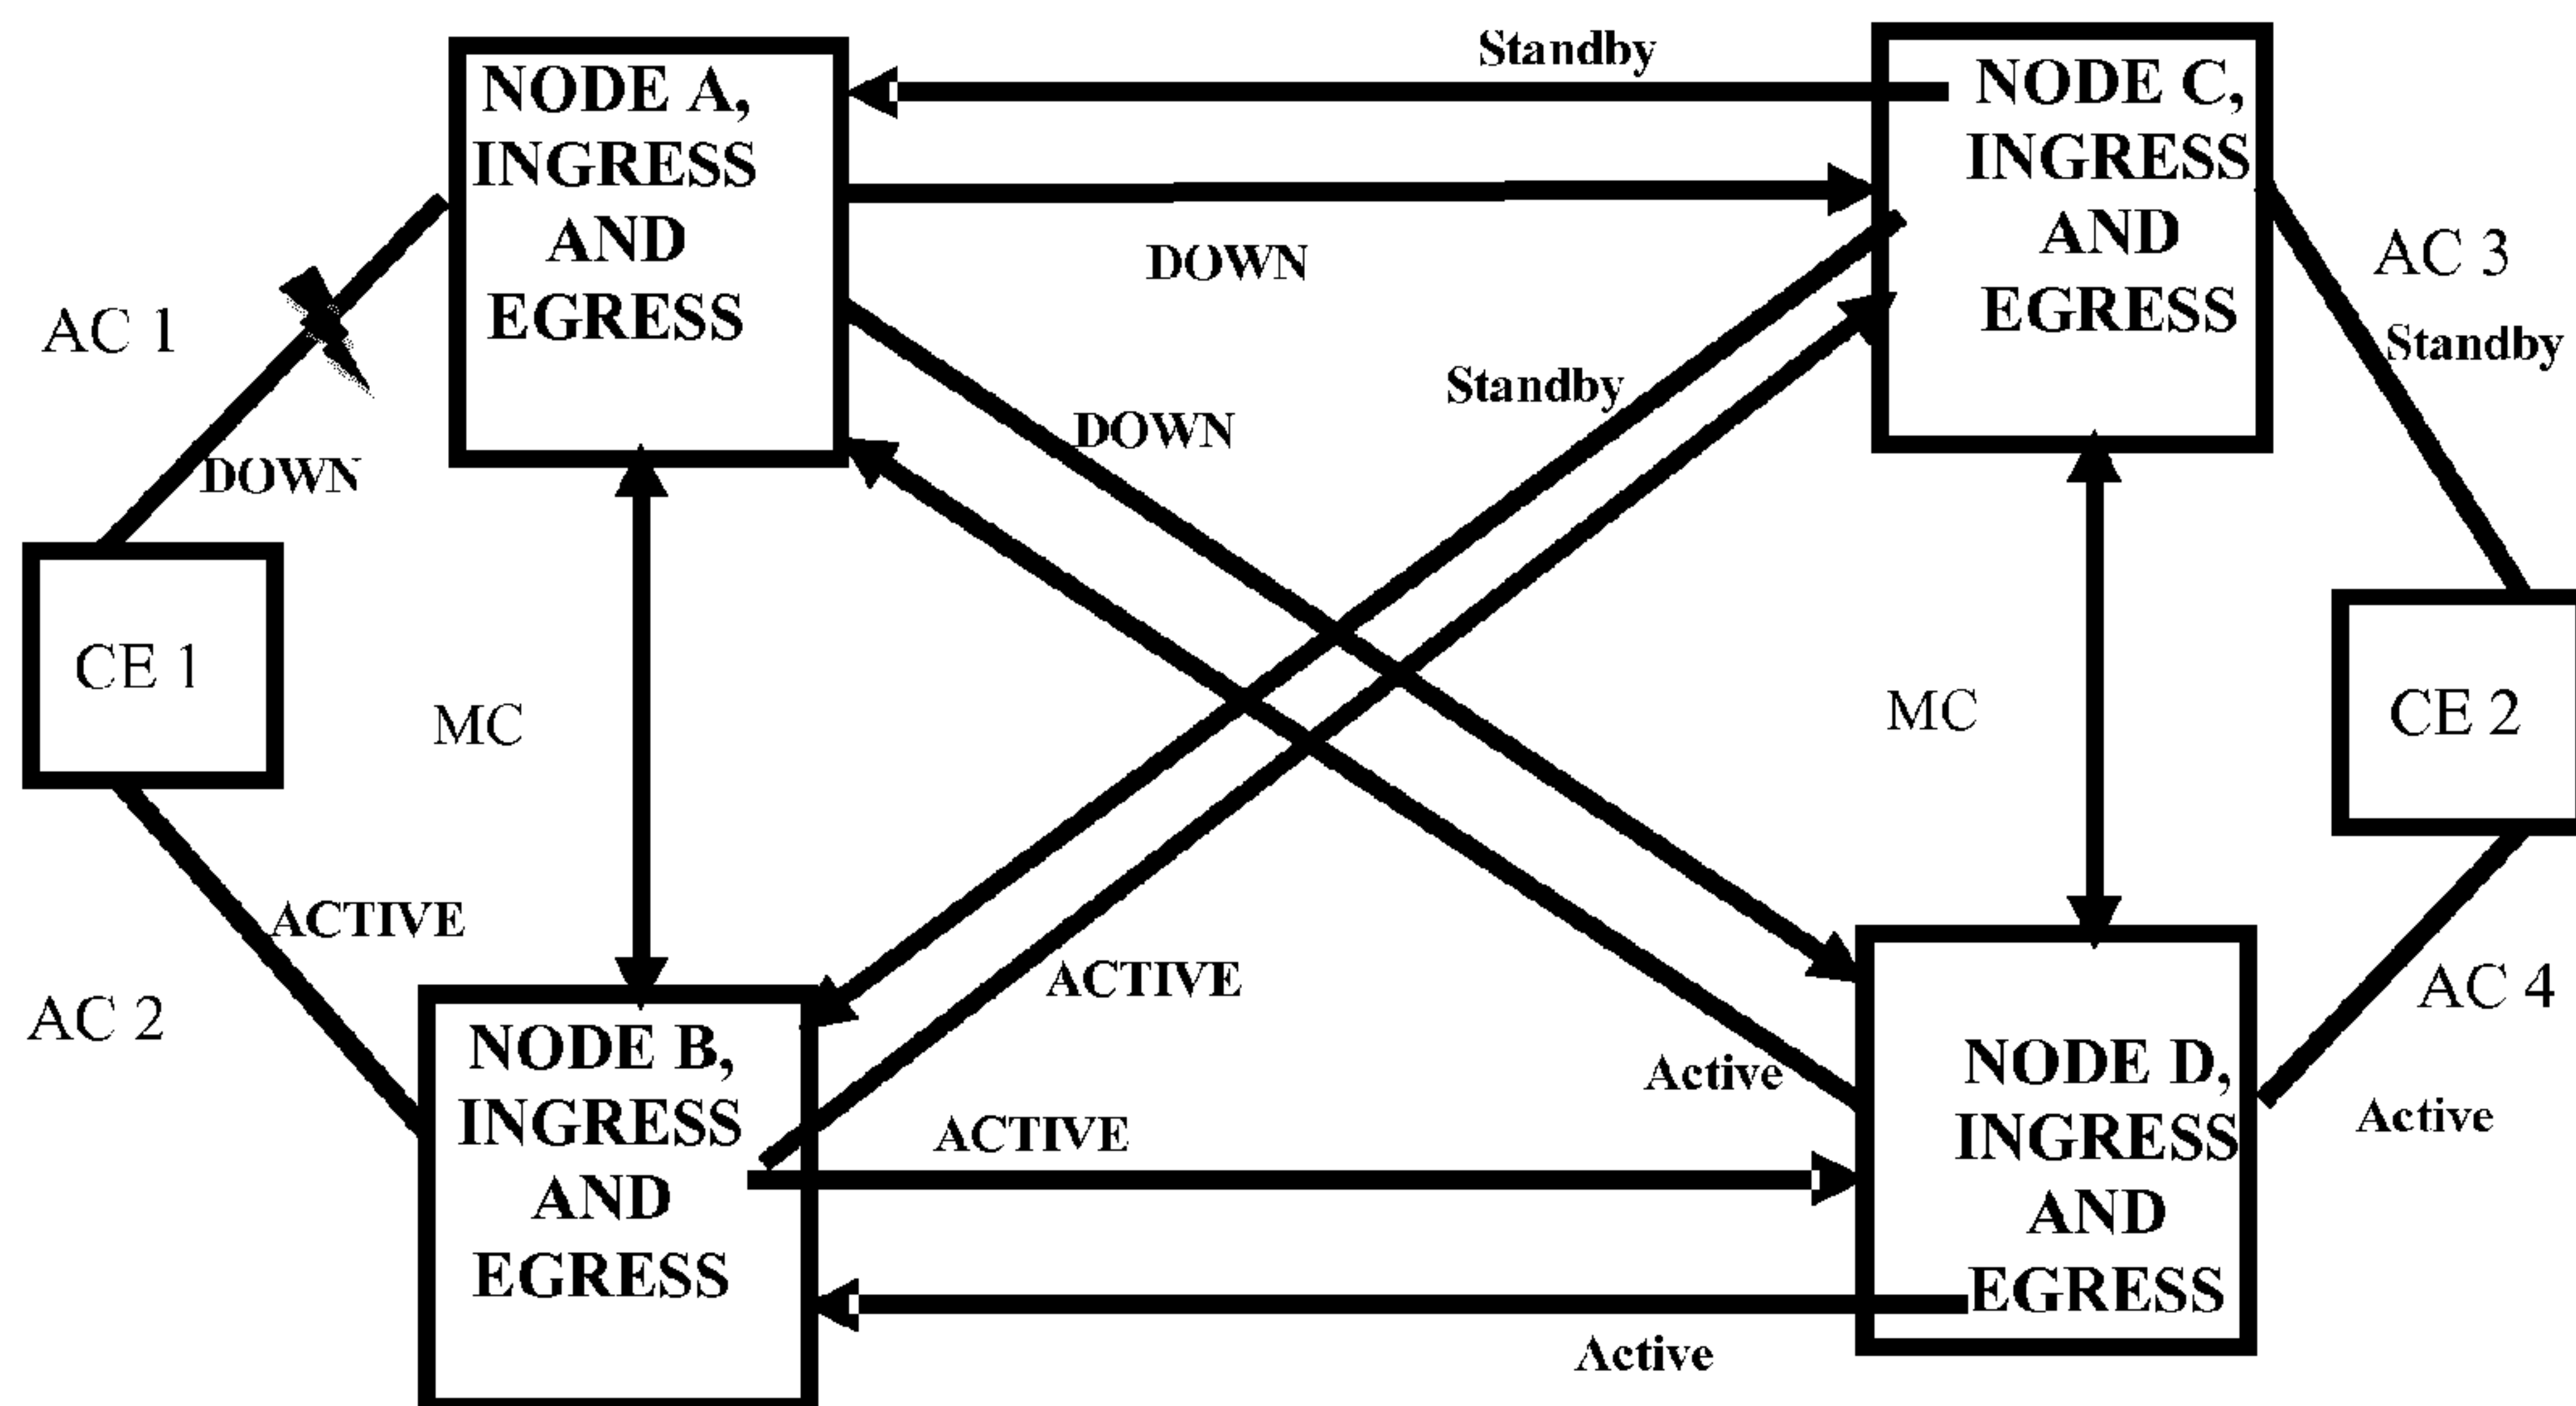 Standby
NODE A,
INGRESS
AND
EGRESS
NODE C,
INGRESS
AND
EGRESS
DOWN
AC 3
Standby
AC 1
Standby
DOWN
DOWN
CE 1
MC
MC
CE 2
ACTIVE
ACTIVE
AC 2
AC 4
NODE B,
INGRESS
AND
EGRESS
Active
NODE D,
INGRESS
AND
EGRESS
ACTIVE
Active
Active